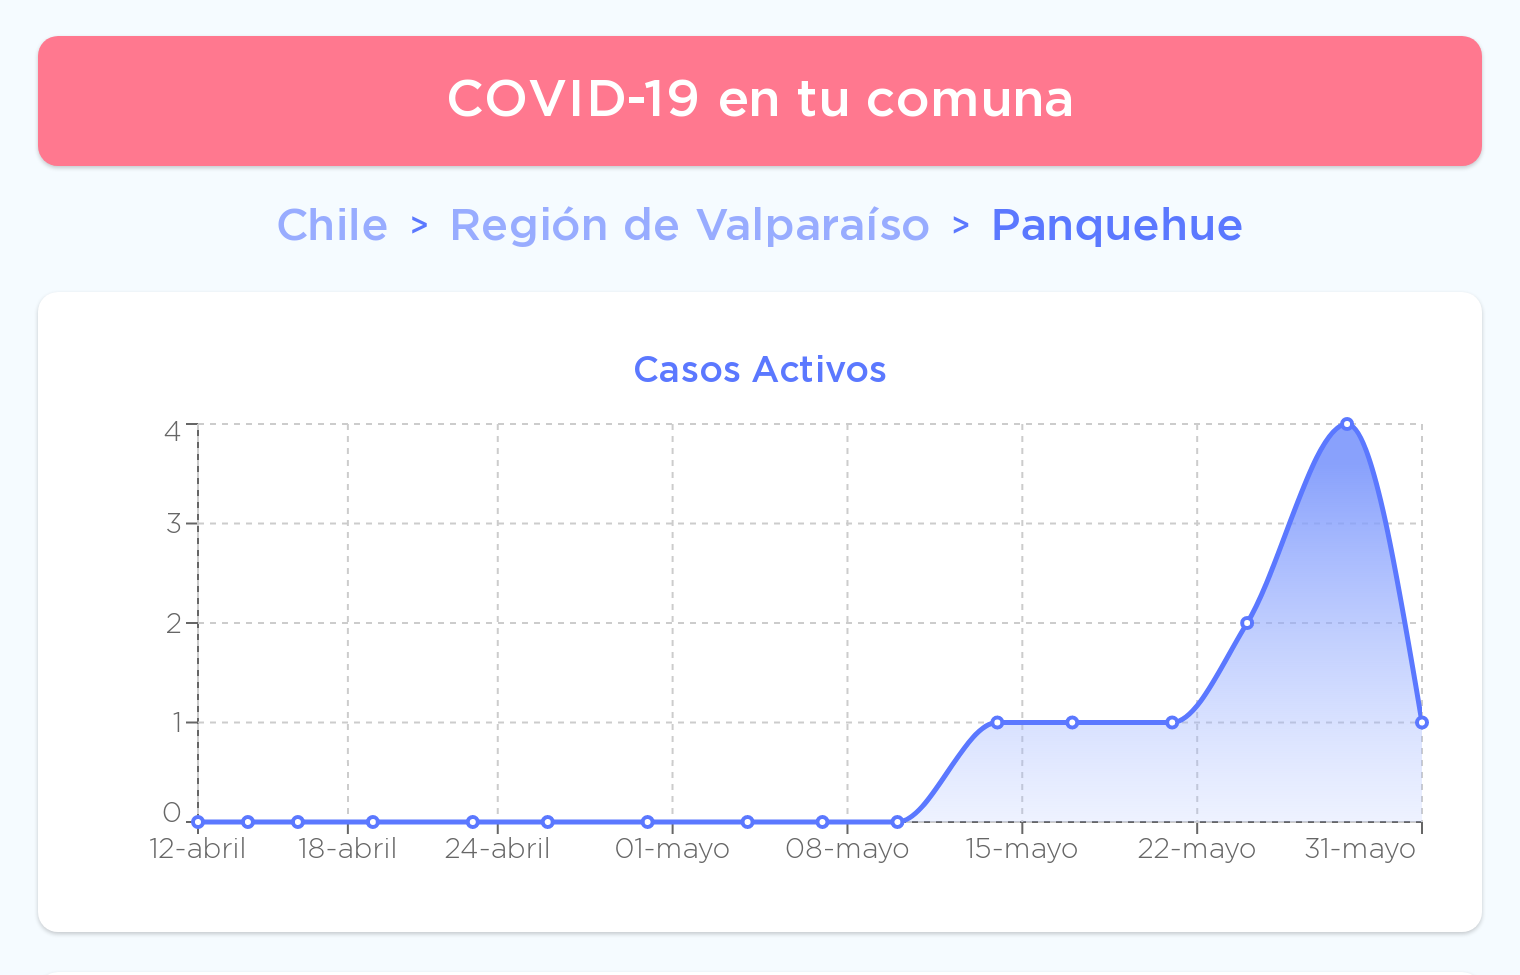 COVID-19 en tu comuna
Chile > Región de Valparaíso > Panquehue
Casos Activos
4
3
2
1
0
12-abril 18-abril 24-abril 01-mayo 08-mayo 15-mayo 22-mayo 31-mayo